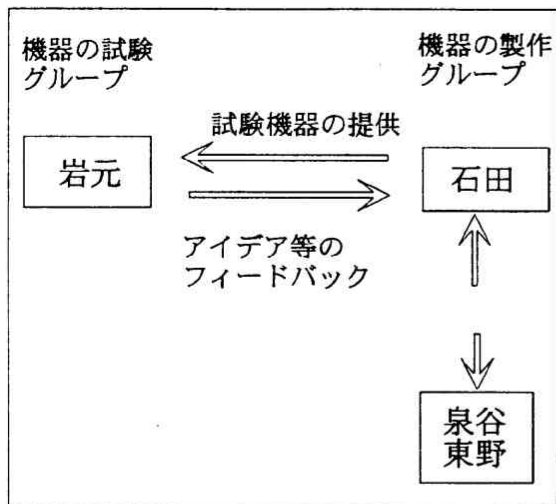 機器の試験
グループ
機器の製作
グループ
試験機器の提供
岩元
石田
アイデア等の
フィードバック
泉谷
東野